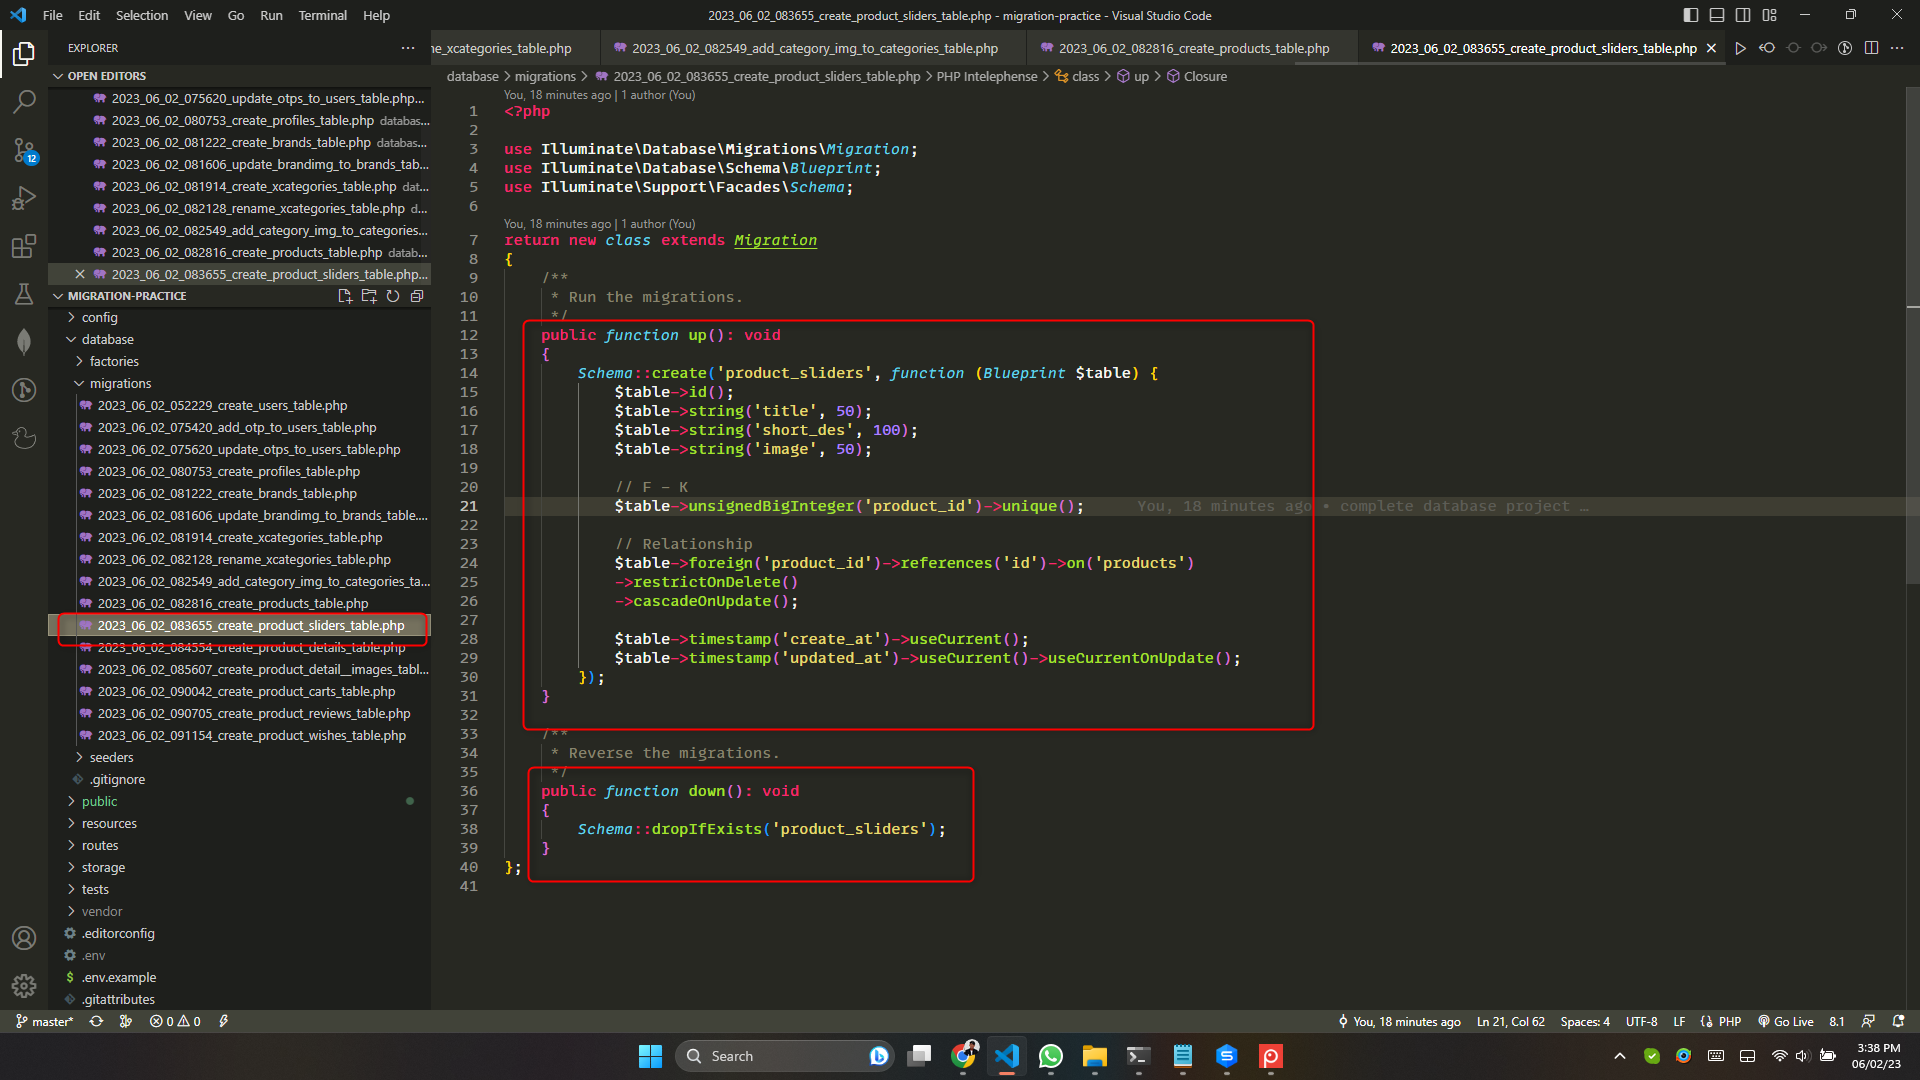 File Edit Selection View Go Run Terminal Help
2023_06_02_083655_create_product_sliders_table.php - migration-practice - Visual Studio Code
EXPLORER
OPEN EDITORS
2023_06_02_075620_update_otps_to_users_table.php...
2023_06_02_080753_create_profiles_table.php databas...
2023_06_02_081222_create_brands_table.php databas...
2023_06_02_081606_update_brandimg_to_brands_tab...
2023_06_02_081914_create_xcategories_table.php dat...
2023_06_02_082128_rename_xcategories_table.php d...
2023_06_02_082549_add_category_img_to_categories...
2023_06_02_082816_create_products_table.php datab...
2023_06_02_083655_create_product_sliders_table.php...
MIGRATION-PRACTICE
config
database
factories
migrations
2023_06_02_052229_create_users_table.php
2023_06_02_075420_add_otp_to_users_table.php
2023_06_02_075620_update_otps_to_users_table.php
2023_06_02_080753_create_profiles_table.php
2023_06_02_081222_create_brands_table.php
2023_06_02_081606_update_brandimg_to_brands_table....
2023_06_02_081914_create_xcategories_table.php
2023_06_02_082128_rename_xcategories_table.php
2023_06_02_082549_add_category_img_to_categories_ta...
2023_06_02_082816_create_products_table.php
2023_06_02_083655_create_product_sliders_table.php
2023_06_02_084554_create_product_details_table.php
2023_06_02_085607_create_product_detail__images_tabl...
2023_06_02_090042_create_product_carts_table.php
2023_06_02_090705_create_product_reviews_table.php
2023_06_02_091154_create_product_wishes_table.php
seeders
.gitignore
public
resources
routes
storage
tests
vendor
.editorconfig
.env
.env.example
.gitattributes
12
ne_xcategories_table.php 2023_06_02_082549_add_category_img_to_categories_table.php 2023_06_02_082816_create_products_table.php 2023_06_02_083655_create_product_sliders_table.php
database > migrations > 2023_06_02_083655_create_product_sliders_table.php > PHP Intelephense > class > up > Closure
You, 18 minutes ago | 1 author (You)
1 <?php
2
3 use Illuminate\Database\Migrations\Migration;
4 use Illuminate\Database\Schema\Blueprint;
5 use Illuminate\Support\Facades\Schema;
6
You, 18 minutes ago | 1 author (You)
7 return new class extends Migration
8 {
9 /**
10 * Run the migrations.
11 */
12 public function up(): void
13 {
14 Schema::create('product_sliders', function (Blueprint $table) {
15 $table->id();
16 $table->string('title', 50);
17 $table->string('short_des', 100);
18 $table->string('image', 50);
19
20 // F - K
21 $table->unsignedBigInteger('product_id')->unique(); You, 18 minutes ago • complete database project …
22
23 // Relationship
24 $table->foreign('product_id')->references('id')->on('products')
25 ->restrictOnDelete()
26 ->cascadeOnUpdate();
27
28 $table->timestamp('create_at')->useCurrent();
29 $table->timestamp('updated_at')->useCurrent()->useCurrentOnUpdate();
30 });
31 }
32
33 /**
34 * Reverse the migrations.
35 */
36 public function down(): void
37 {
38 Schema::dropIfExists('product_sliders');
39 }
40 };
41
master* 0 0 You, 18 minutes ago Ln 21, Col 62 Spaces: 4 UTF-8 LF PHP Go Live 8.1
Search
3:38 PM
06/02/23